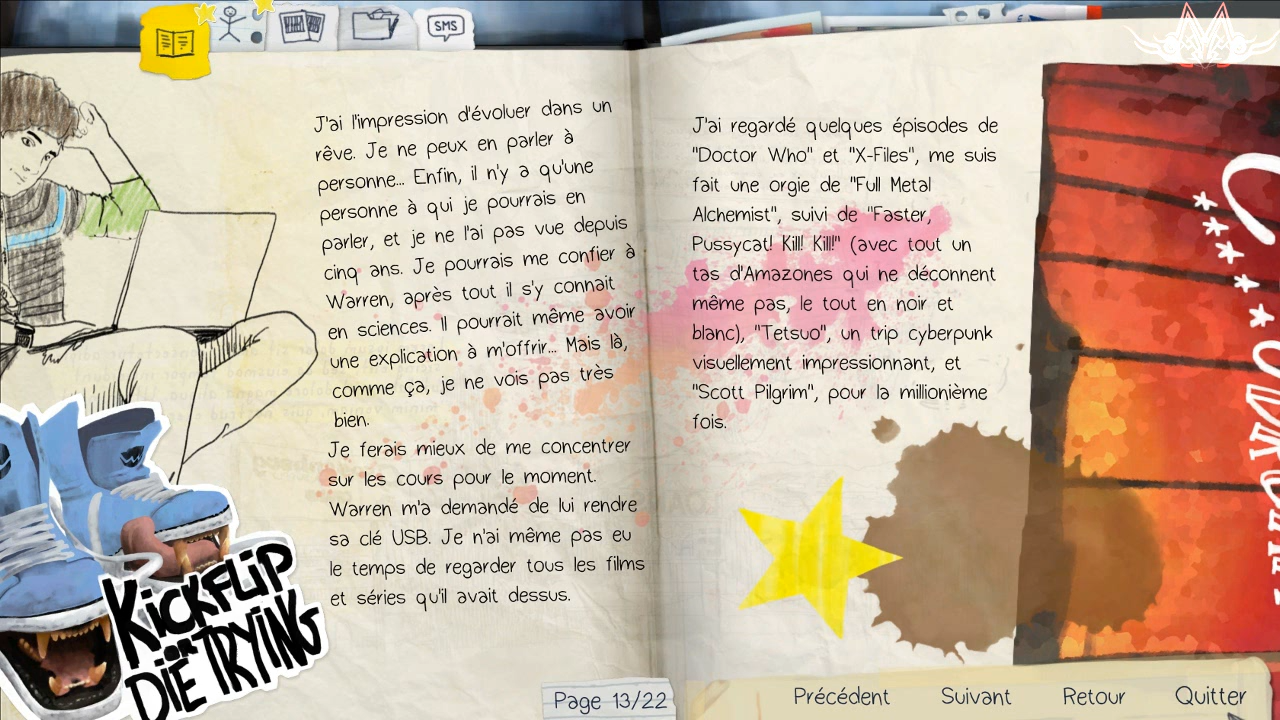 SMS
J'ai l'impression d'évoluer dans un
rêve. Je ne peux en parler à
personne... Enfin, il n'y a qu'une
personne à qui je pourrais en
parler, et je ne l'ai pas vue depuis
cinq ans. Je pourrais me confier à
Warren, après tout il s'y connait
en sciences. Il pourrait même avoir
une explication à m'offrir... Mais là,
comme ça, je ne vois pas très
bien.
Je ferais mieux de me concentrer
sur les cours pour le moment.
Warren m'a demandé de lui rendre
sa clé USB. Je n'ai même pas eu
le temps de regarder tous les films
et séries qu'il avait dessus.
KICKFLIP
OR
DIE TRYING
J'ai regardé quelques épisodes de
"Doctor Who" et "X-Files", me suis
fait une orgie de "Full Metal
Alchemist", suivi de "Faster,
Pussycat! Kill! Kill!" (avec tout un
tas d'Amazones qui ne déconnent
même pas, le tout en noir et
blanc), "Tetsuo", un trip cyberpunk
visuellement impressionnant, et
"Scott Pilgrim", pour la millionième
fois.
Page 13/22
Précédent
Suivant
Retour
Quitter